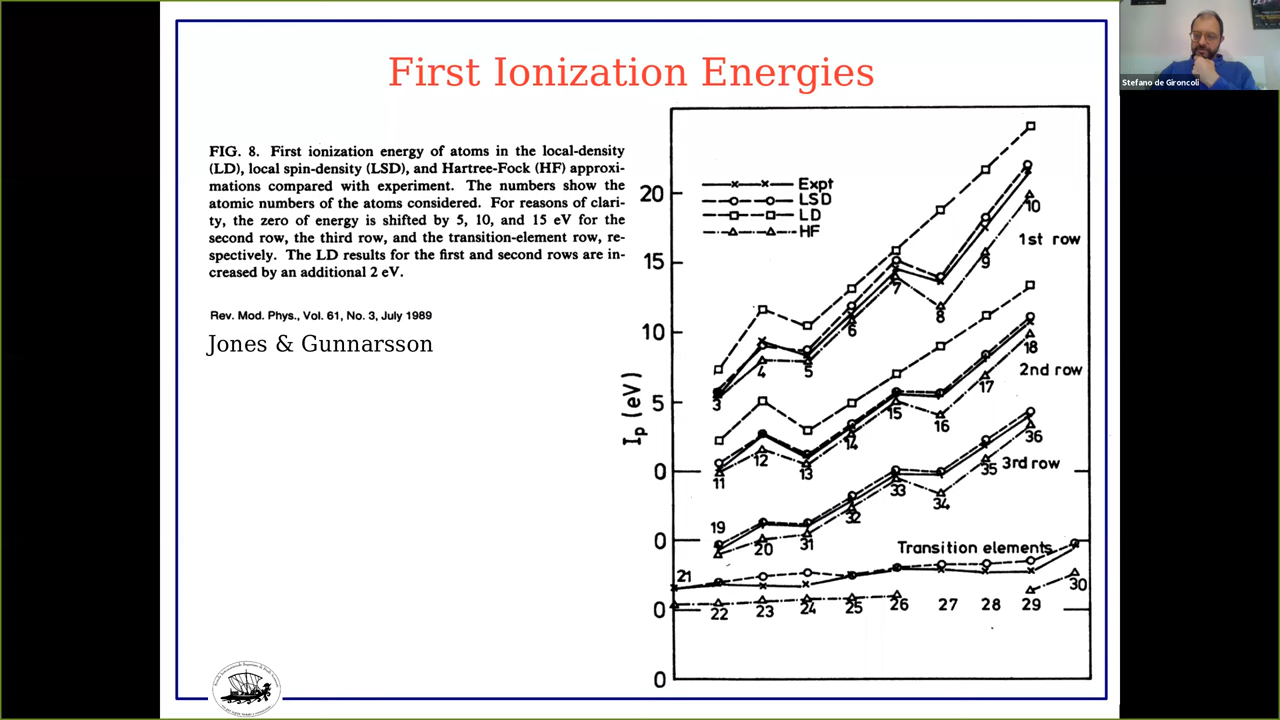 First Ionization Energies
Stefano de Gironcoli
FIG. 8. First ionization energy of atoms in the local-density
(LD), local spin-density (LSD), and Hartree-Fock (HF) approxi-
mations compared with experiment. The numbers show the
atomic numbers of the atoms considered. For reasons of clari-
ty, the zero of energy is shifted by 5, 10, and 15 eV for the
second row, the third row, and the transition-element row, re-
spectively. The LD results for the first and second rows are in-
creased by an additional 2 eV.
Rev. Mod. Phys., Vol. 61, No. 3, July 1989
Jones & Gunnarsson
Expt
LSD
LD
HF
Ip (eV)
20
15
10
5
0
0
0
0
3
4
5
6
7
8
9
10
1st row
11
12
13
14
15
16
17
18
2nd row
19
20
31
32
33
34
35
36
3rd row
Transition elements
21
22
23
24
25
26
27
28
29
30